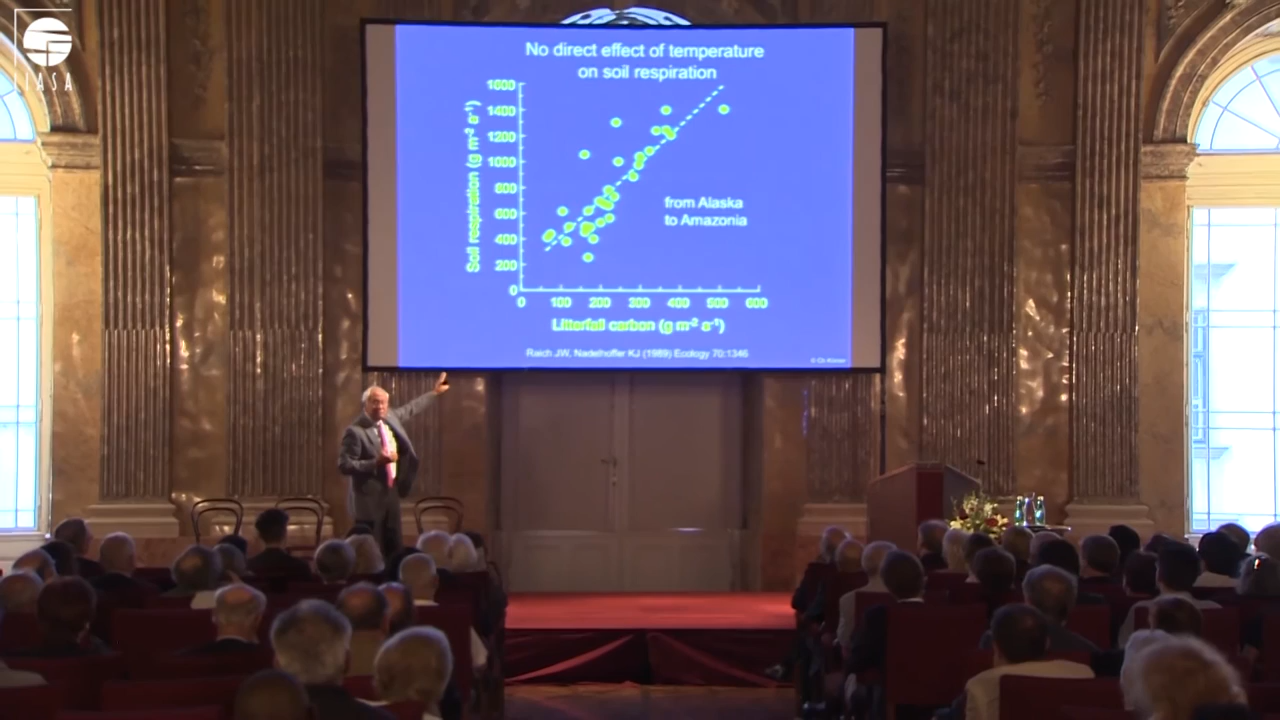 IIASA
No direct effect of temperature
on soil respiration
Soil respiration (g m⁻² a⁻¹)
1600
1400
1200
1000
800
600
400
200
0
from Alaska
to Amazonia
0 100 200 300 400 500 600
Litterfall carbon (g m⁻² a⁻¹)
Raich JW, Nadelhoffer KJ (1989) Ecology 70:1346